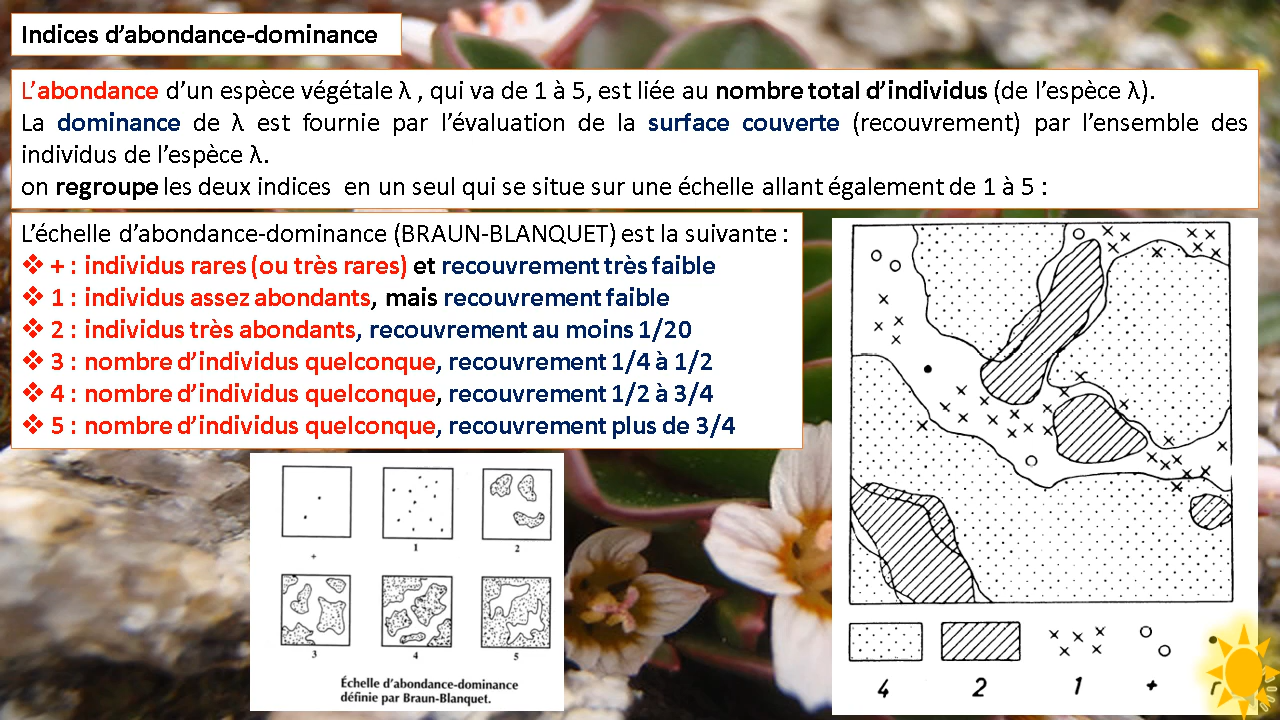 Indices d’abondance-dominance
L’abondance d’un espèce végétale λ , qui va de 1 à 5, est liée au nombre total d’individus (de l’espèce λ).
La dominance de λ est fournie par l’évaluation de la surface couverte (recouvrement) par l’ensemble des
individus de l’espèce λ.
on regroupe les deux indices en un seul qui se situe sur une échelle allant également de 1 à 5 :
L’échelle d’abondance-dominance (BRAUN-BLANQUET) est la suivante :
❖ + : individus rares (ou très rares) et recouvrement très faible
❖ 1 : individus assez abondants, mais recouvrement faible
❖ 2 : individus très abondants, recouvrement au moins 1/20
❖ 3 : nombre d’individus quelconque, recouvrement 1/4 à 1/2
❖ 4 : nombre d’individus quelconque, recouvrement 1/2 à 3/4
❖ 5 : nombre d’individus quelconque, recouvrement plus de 3/4
+ 1 2
3 4 5
Échelle d’abondance-dominance
définie par Braun-Blanquet.
4 2 1 + r